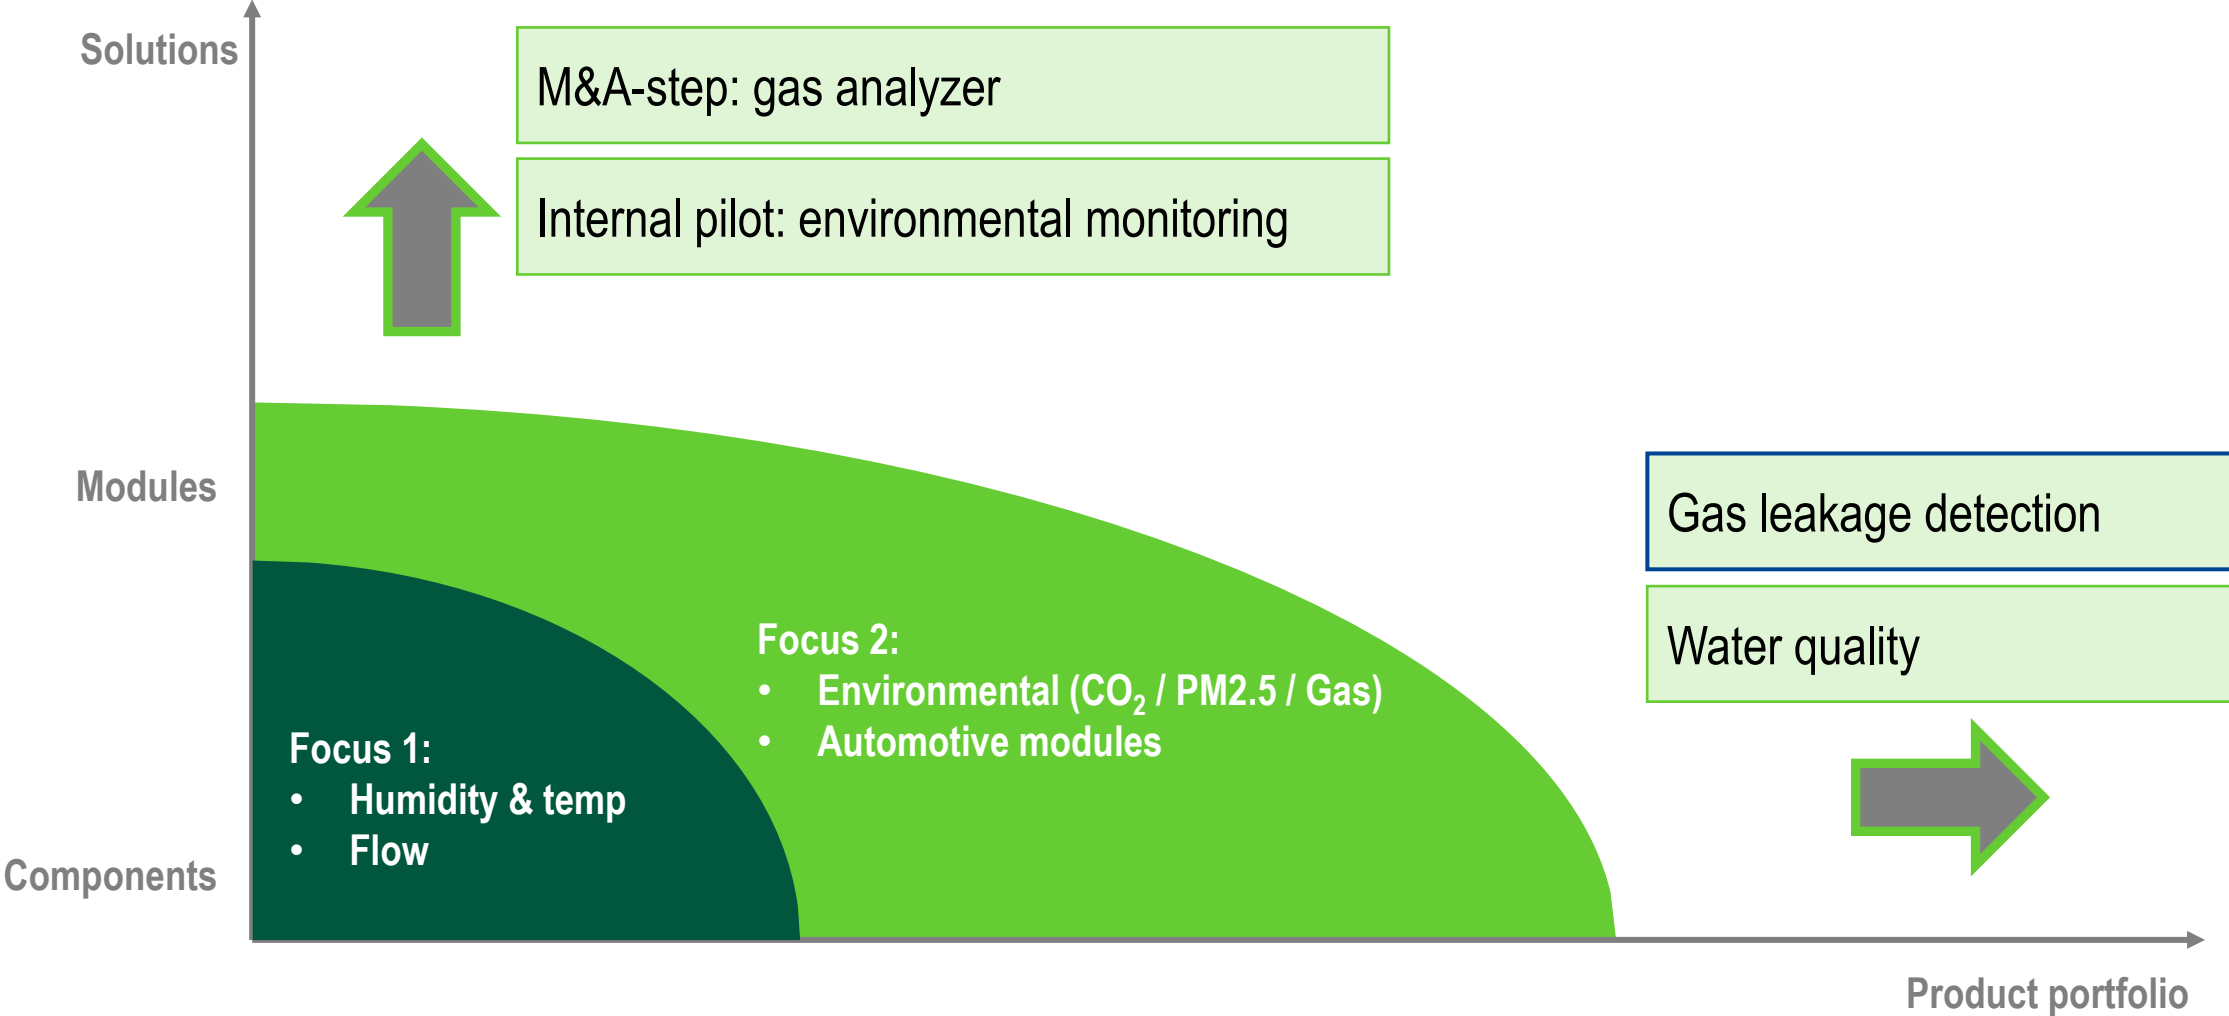 Solutions
M&A-step: gas analyzer
Internal pilot: environmental monitoring
Modules
Gas leakage detection
Water quality
Focus 2:
• Environmental (CO₂ / PM2.5 / Gas)
• Automotive modules
Focus 1:
• Humidity & temp
• Flow
Components
Product portfolio